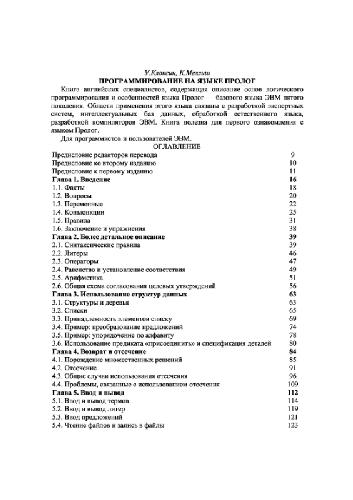 У.Клоксин, К.Меллиш
ПРОГРАММИРОВАНИЕ НА ЯЗЫКЕ ПРОЛОГ
Книга английских специалистов, содержащая описание основ логического
программирования и особенностей языка Пролог — базового языка ЭВМ пятого
поколения. Области применения этого языка связаны с разработкой экспертных
систем, интеллектуальных баз данных, обработкой естественного языка,
разработкой компиляторов ЭВМ. Книга полезна для первого ознакомления с
языком Пролог.
Для программистов и пользователей ЭВМ.
ОГЛАВЛЕНИЕ
Предисловие редакторов перевода 9
Предисловие ко второму изданию 10
Предисловие к первому изданию 11
Глава 1. Введение 16
1.1. Факты 18
1.2. Вопросы 20
1.3. Переменные 22
1.4. Конъюнкции 25
1.5. Правила 31
1.6. Заключение и упражнения 38
Глава 2. Более детальное описание 39
2.1. Синтаксические правила 39
2.2. Литеры 46
2.3. Операторы 47
2.4. Равенство и установление соответствия 49
2.5. Арифметика 51
2.6. Общая схема согласования целевых утверждений 56
Глава 3. Использование структур данных 63
3.1. Структуры и деревья 63
3.2. Списки 65
3.3. Принадлежность элементов списку 69
3.4. Пример: преобразование предложений 74
3.5. Пример: упорядочение по алфавиту 78
3.6. Использование предиката «присоединить» и спецификация деталей 80
Глава 4. Возврат и отсечение 84
4.1. Порождение множественных решений 85
4.2. Отсечение 91
4.3. Общие случаи использования отсечения 96
4.4. Проблемы, связанные с использованием отсечения 109
Глава 5. Ввод и вывод 112
5.1. Ввод и вывод термов 114
5.2. Ввод и вывод литер 119
5.3. Ввод предложений 121
5.4. Чтение файлов и запись в файлы 125